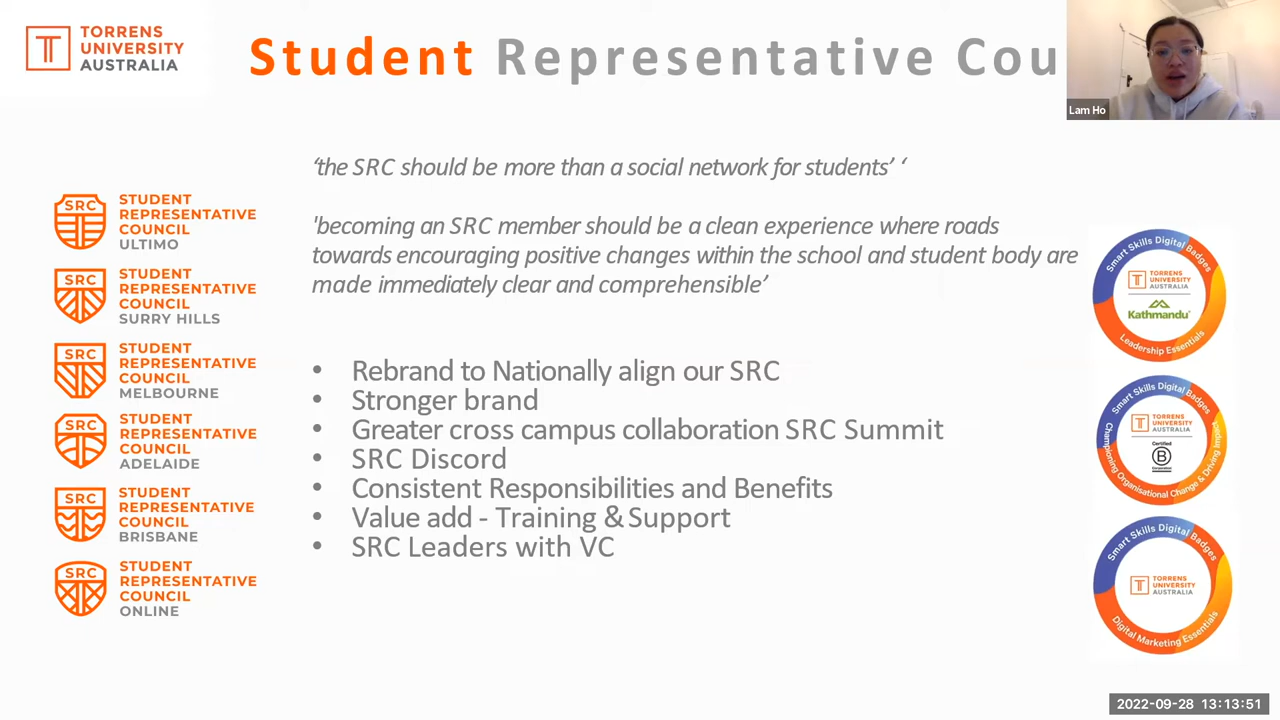 TORRENS
UNIVERSITY
AUSTRALIA
Student Representative Cou
Lam Ho
‘the SRC should be more than a social network for students’ ‘
'becoming an SRC member should be a clean experience where roads
towards encouraging positive changes within the school and student body are
made immediately clear and comprehensible’
SRC
STUDENT
REPRESENTATIVE
COUNCIL
ULTIMO
SRC
STUDENT
REPRESENTATIVE
COUNCIL
SURRY HILLS
SRC
STUDENT
REPRESENTATIVE
COUNCIL
MELBOURNE
SRC
STUDENT
REPRESENTATIVE
COUNCIL
ADELAIDE
SRC
STUDENT
REPRESENTATIVE
COUNCIL
BRISBANE
SRC
STUDENT
REPRESENTATIVE
COUNCIL
ONLINE
• Rebrand to Nationally align our SRC
• Stronger brand
• Greater cross campus collaboration SRC Summit
• SRC Discord
• Consistent Responsibilities and Benefits
• Value add - Training & Support
• SRC Leaders with VC
Smart Skills Digital Badges
TORRENS
UNIVERSITY
AUSTRALIA
Kathmandu
Leadership Essentials
Smart Skills Digital Badges
TORRENS
UNIVERSITY
AUSTRALIA
Certified
B
Corporation
Championing Organisational Change & Driving Impact
Smart Skills Digital Badges
TORRENS
UNIVERSITY
AUSTRALIA
Digital Marketing Essentials
2022-09-28 13:13:51